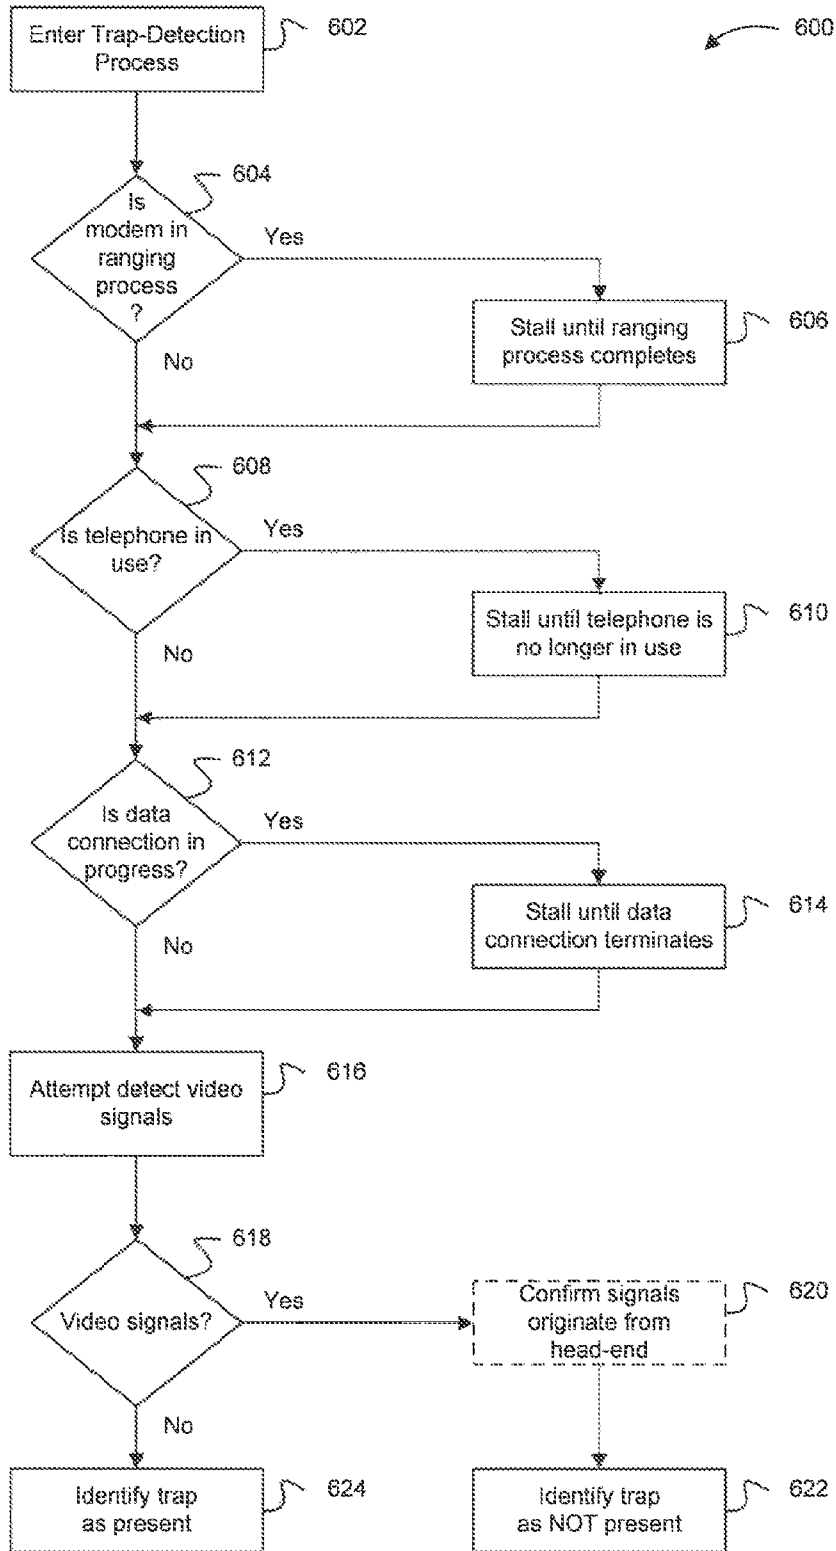 Enter Trap-Detection
Process
602
600
604
Is
modem in
ranging
process
?
Yes
Stall until ranging
process completes
606
No
608
Is telephone in
use?
Yes
Stall until telephone is
no longer in use
610
No
612
Is data
connection in
progress?
Yes
Stall until data
connection terminates
614
No
Attempt detect video
signals
616
618
Video signals?
Yes
Confirm signals
originate from
head-end
620
No
Identify trap
as present
624
Identify trap
as NOT present
622